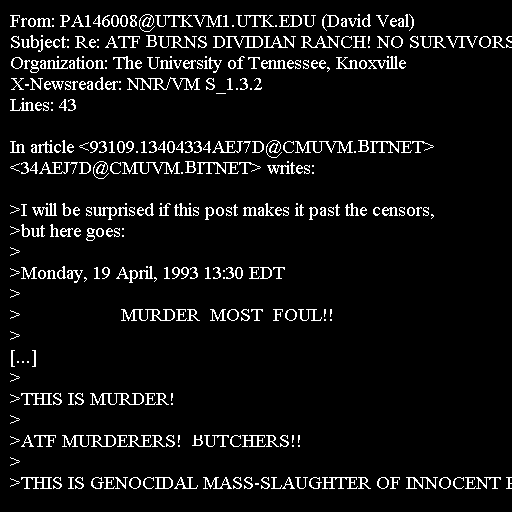 From: PA146008@UTKVM1.UTK.EDU (David Veal)
Subject: Re: ATF BURNS DIVIDIAN RANCH! NO SURVIVORS
Organization: The University of Tennessee, Knoxville
X-Newsreader: NNR/VM S_1.3.2
Lines: 43

In article <93109.13404334AEJ7D@CMUVM.BITNET>
<34AEJ7D@CMUVM.BITNET> writes:

>I will be surprised if this post makes it past the censors,
>but here goes:
>
>Monday, 19 April, 1993 13:30 EDT
>
>                     MURDER  MOST  FOUL!!
>
[...]
>
>THIS IS MURDER!
>
>ATF MURDERERS!  BUTCHERS!!
>
>THIS IS GENOCIDAL MASS-SLAUGHTER OF INNOCENT